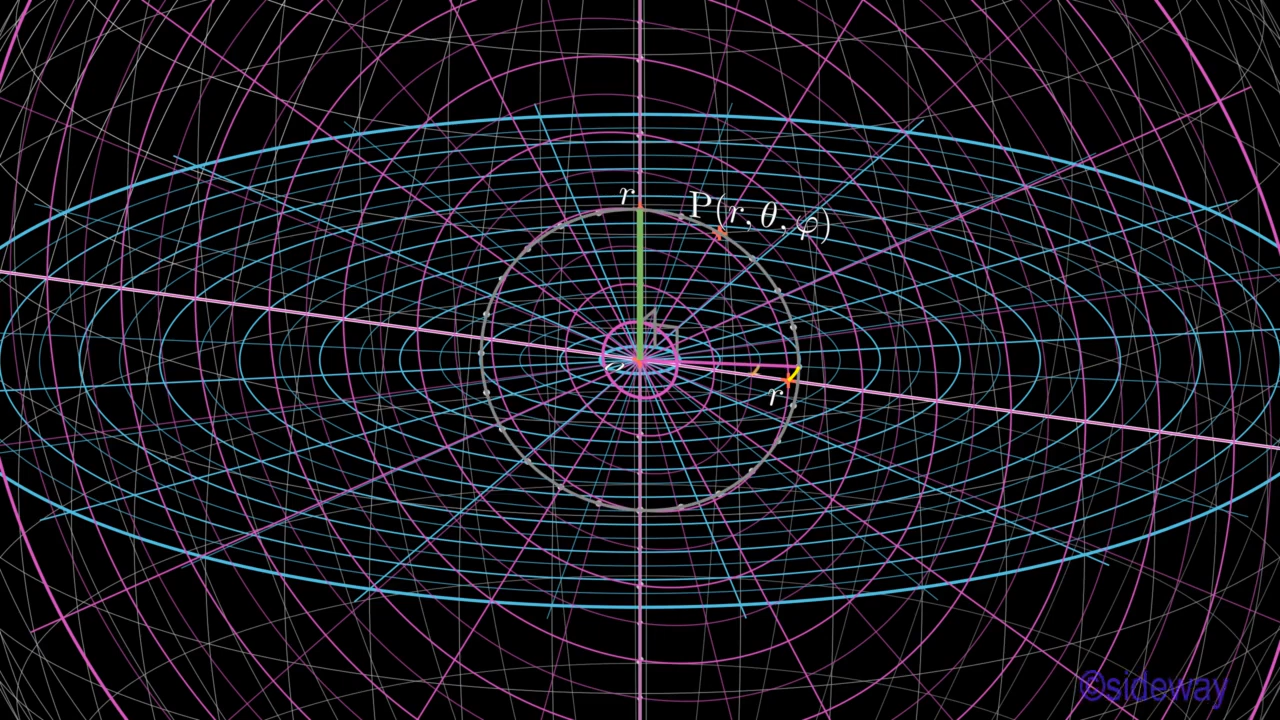 r
P(r, θ, φ)
o
r
©sideway